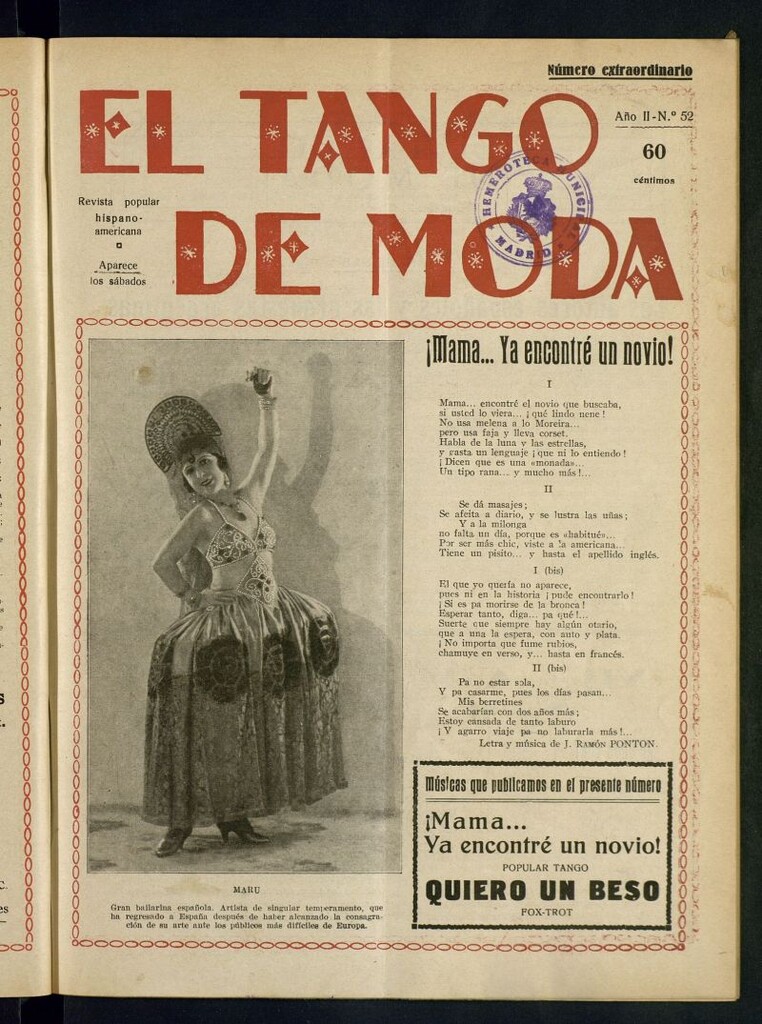 Número extraordinario
EL TANGO
DE MODA
Año II-N.º 52
60
céntimos
Revista popular
hispano-
americana
Aparece
los sábados
HEMEROTECA MUNICIPAL
MADRID
¡Mama... Ya encontré un novio!
I
Mama... encontré el novio que buscaba,
si usted lo viera... ¡ qué lindo nene !
No usa melena a lo Moreira...
pero usa faja y lleva corset.
Habla de la luna y las estrellas,
y gasta un lenguaje ¡ que ni lo entiendo !
¡ Dicen que es una «monada»...
Un tipo rana... y mucho más !...
II
Se dá masajes ;
Se afeita a diario, y se lustra las uñas ;
Y a la milonga
no falta un día, porque es «habitué»...
Por ser más chic, viste a la americana...
Tiene un pisito... y hasta el apellido inglés.
I (bis)
El que yo quería no aparece,
pues ni en la historia ¡ pude encontrarlo !
¡ Si es pa morirse de la bronca !
Esperar tanto, diga... pa qué !...
Suerte que siempre hay algún otario,
que a una la espera, con auto y plata.
¡ No importa que fume rubios,
chamuye en verso, y... hasta en francés.
II (bis)
Pa no estar sola,
Y pa casarme, pues los días pasan...
Mis berretines
Se acabarían con dos años más ;
Estoy cansada de tanto laburo
¡ Y agarro viaje pa no laburarla más !...
Letra y música de J. RAMÓN PONTON.
MARU
Gran bailarina española. Artista de singular temperamento, que
ha regresado a España después de haber alcanzado la consagra-
ción de su arte ante los públicos más difíciles de Europa.
Músicas que publicamos en el presente número
¡Mama...
Ya encontré un novio!
POPULAR TANGO
QUIERO UN BESO
FOX-TROT